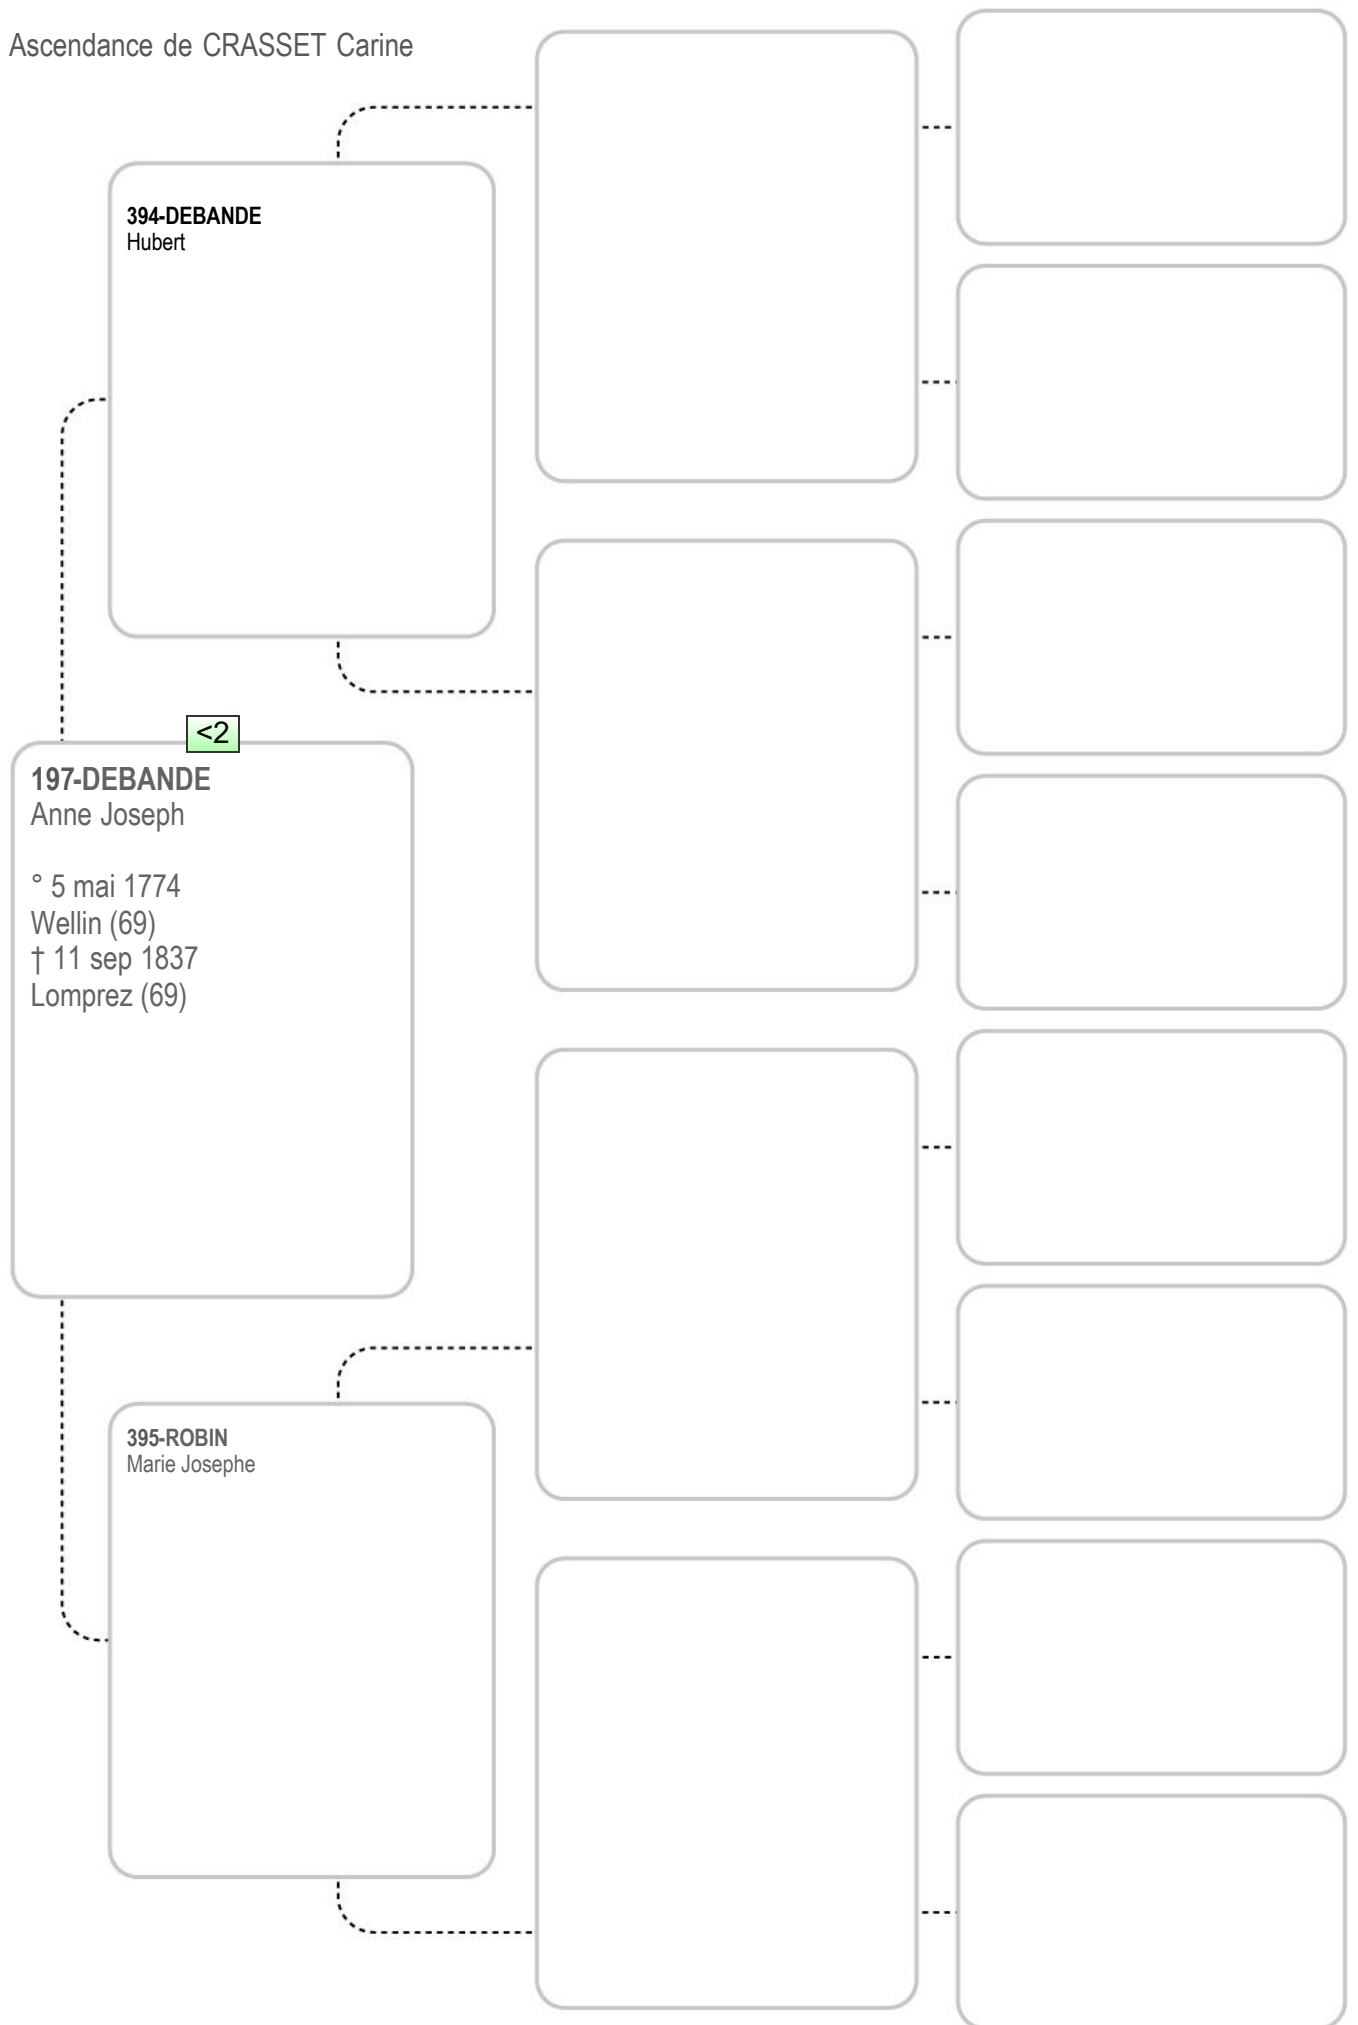 Ascendance de CRASSET Carine
394-DEBANDE
Hubert
<2
197-DEBANDE
Anne Joseph
° 5 mai 1774
Wellin (69)
† 11 sep 1837
Lomprez (69)
395-ROBIN
Marie Josephe